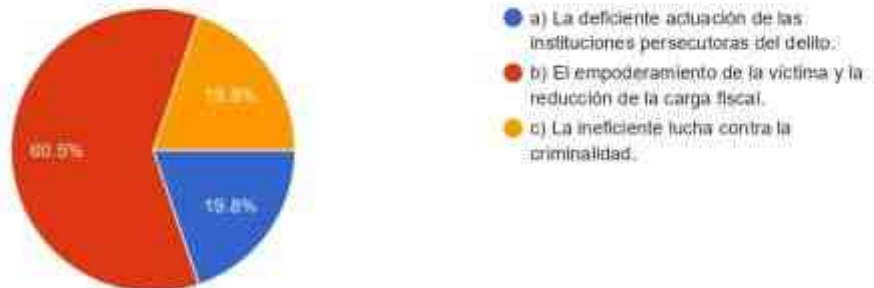 a) La deficiente actuación de las
instituciones persecutoras del delito.
b) El empoderamiento de la víctima y la
reducción de la carga fiscal.
c) La ineficiente lucha contra la
criminalidad.
19.8%
60.5%
19.8%